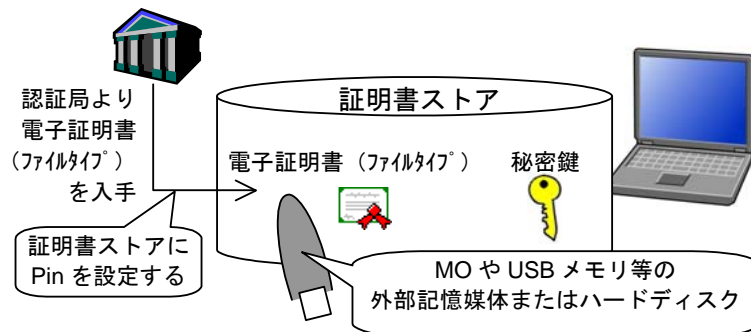 認証局より
電子証明書
（ﾌｧｲﾙﾀｲﾌﾟ）
を入手
証明書ストア
電子証明書（ﾌｧｲﾙﾀｲﾌﾟ）
秘密鍵
証明書ストアに
Pin を設定する
MO や USB メモリ等の
外部記憶媒体またはハードディスク